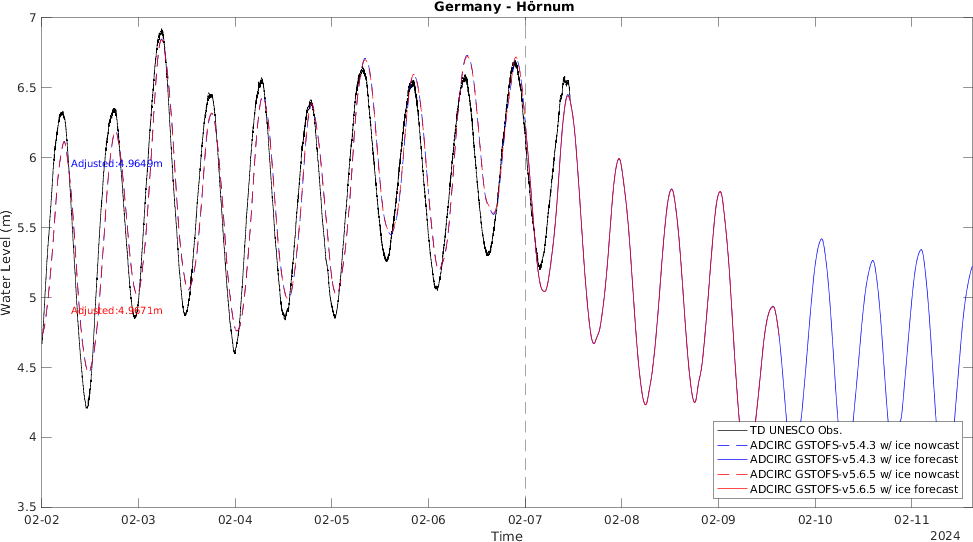 Germany - Hörnum
Water Level (m)
7
6.5
6
5.5
5
4.5
4
3.5
Adjusted:4.9649m
Adjusted:4.9671m
TD UNESCO Obs.
ADCIRC GSTOFS-v5.4.3 w/ ice nowcast
ADCIRC GSTOFS-v5.4.3 w/ ice forecast
ADCIRC GSTOFS-v5.6.5 w/ ice nowcast
ADCIRC GSTOFS-v5.6.5 w/ ice forecast
02-02 02-03 02-04 02-05 02-06 02-07 02-08 02-09 02-10 02-11
Time
2024